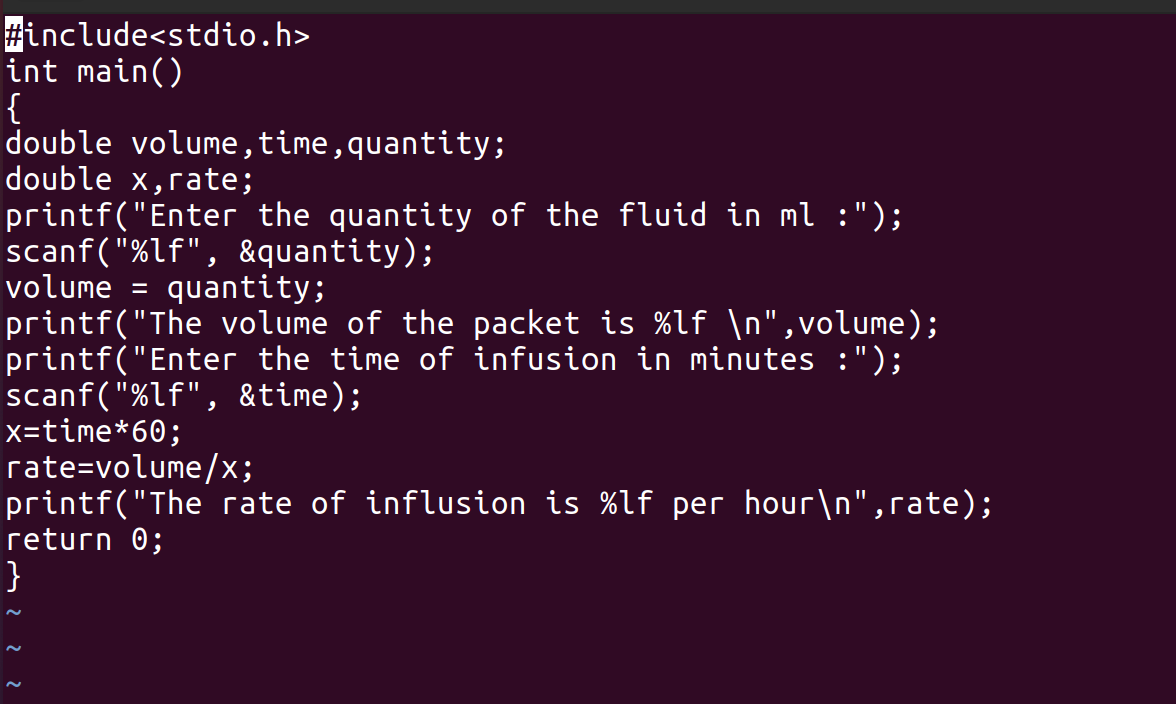 #include<stdio.h>
int main()
{
double volume,time,quantity;
double x,rate;
printf("Enter the quantity of the fluid in ml :");
scanf("%lf", &quantity);
volume = quantity;
printf("The volume of the packet is %lf \n",volume);
printf("Enter the time of infusion in minutes :");
scanf("%lf", &time);
x=time*60;
rate=volume/x;
printf("The rate of influsion is %lf per hour\n",rate);
return 0;
}
~
~
~